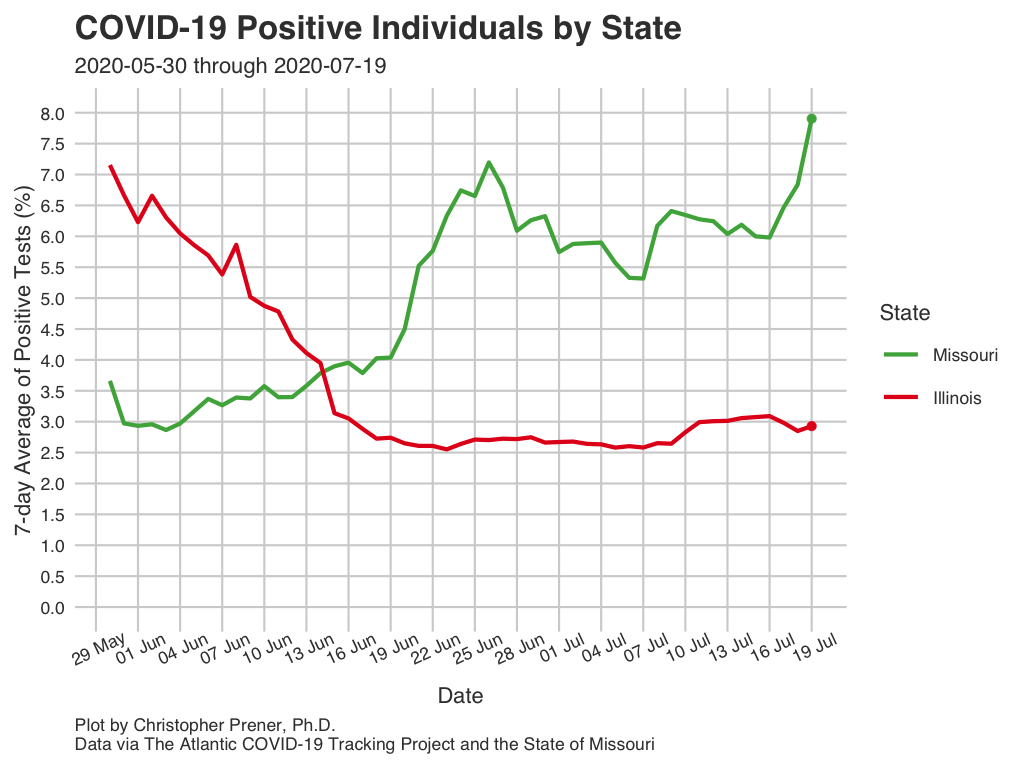 COVID-19 Positive Individuals by State
2020-05-30 through 2020-07-19
7-day Average of Positive Tests (%)
8.0
7.5
7.0
6.5
6.0
5.5
5.0
4.5
4.0
3.5
3.0
2.5
2.0
1.5
1.0
0.5
0.0
State
Missouri
Illinois
29 May 01 Jun 04 Jun 07 Jun 10 Jun 13 Jun 16 Jun 19 Jun 22 Jun 25 Jun 28 Jun 01 Jul 04 Jul 07 Jul 10 Jul 13 Jul 16 Jul 19 Jul
Date
Plot by Christopher Prener, Ph.D.
Data via The Atlantic COVID-19 Tracking Project and the State of Missouri